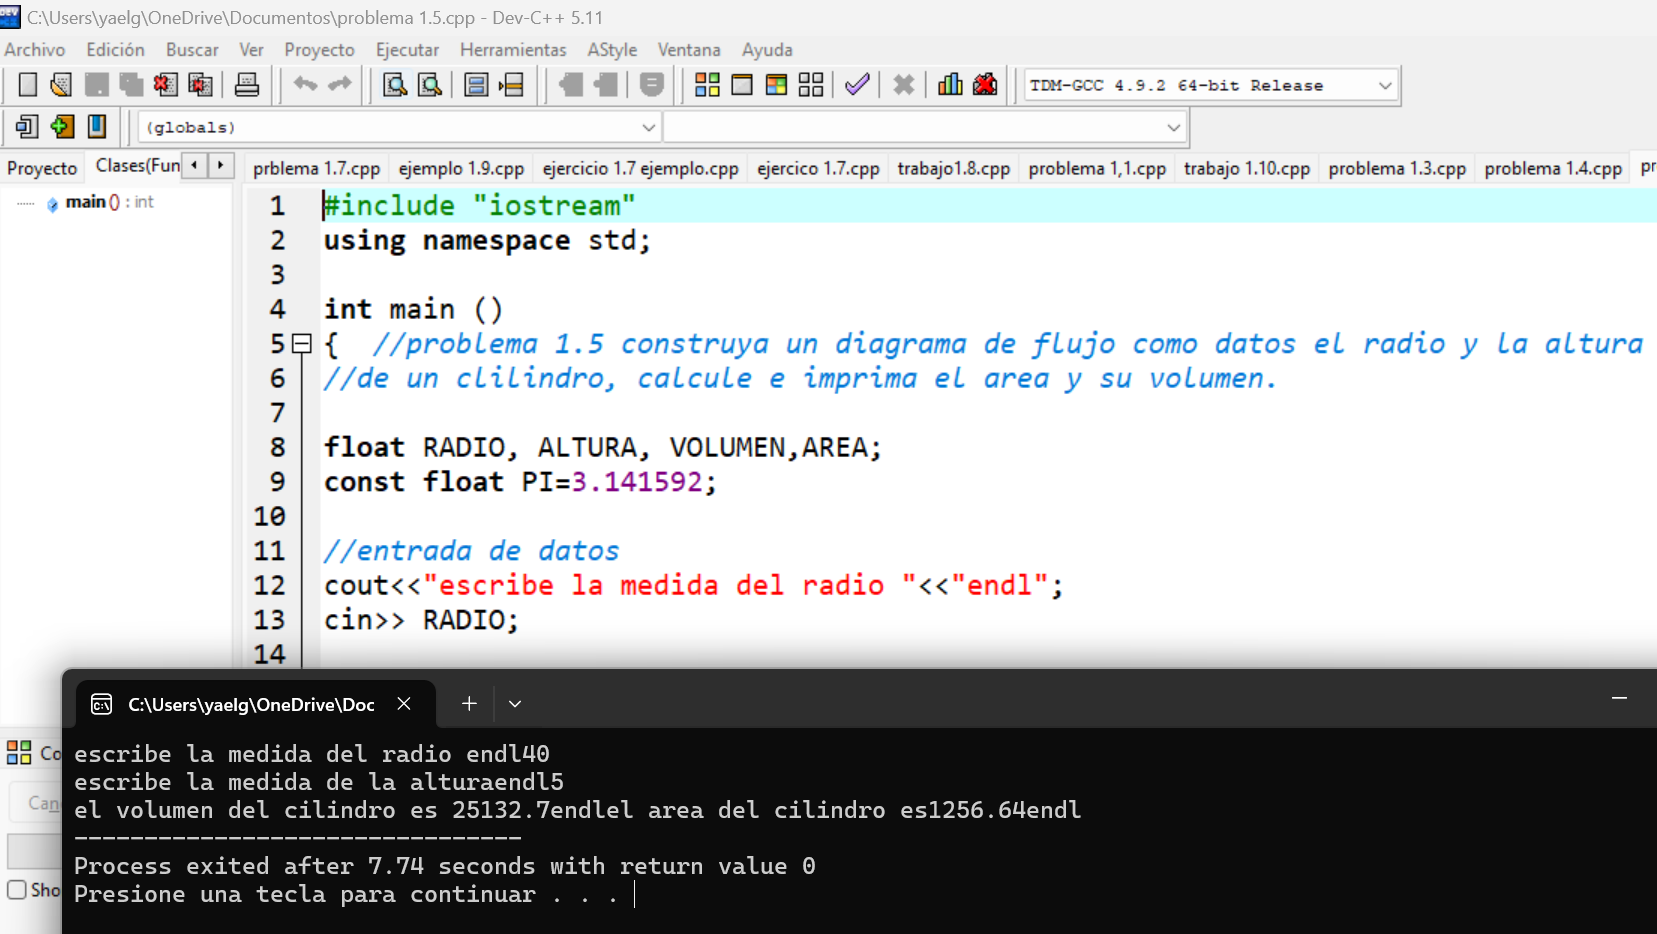 C:\Users\yaelg\OneDrive\Documentos\problema 1.5.cpp - Dev-C++ 5.11
Archivo Edición Buscar Ver Proyecto Ejecutar Herramientas AStyle Ventana Ayuda
TDM-GCC 4.9.2 64-bit Release
(globals)
Proyecto Clases(Fun prblema 1.7.cpp ejemplo 1.9.cpp ejercicio 1.7 ejemplo.cpp ejercico 1.7.cpp trabajo1.8.cpp problema 1,1.cpp trabajo 1.10.cpp problema 1.3.cpp problema 1.4.cpp pr
main () : int
1 #include "iostream"
2 using namespace std;
3
4 int main ()
5 { //problema 1.5 construya un diagrama de flujo como datos el radio y la altura
6 //de un clilindro, calcule e imprima el area y su volumen.
7
8 float RADIO, ALTURA, VOLUMEN,AREA;
9 const float PI=3.141592;
10
11 //entrada de datos
12 cout<<"escribe la medida del radio "<<"endl";
13 cin>> RADIO;
14
C:\Users\yaelg\OneDrive\Doc
Co
Can
Sho
escribe la medida del radio endl40
escribe la medida de la alturaendl5
el volumen del cilindro es 25132.7endlel area del cilindro es1256.64endl
--------------------------------
Process exited after 7.74 seconds with return value 0
Presione una tecla para continuar . . .